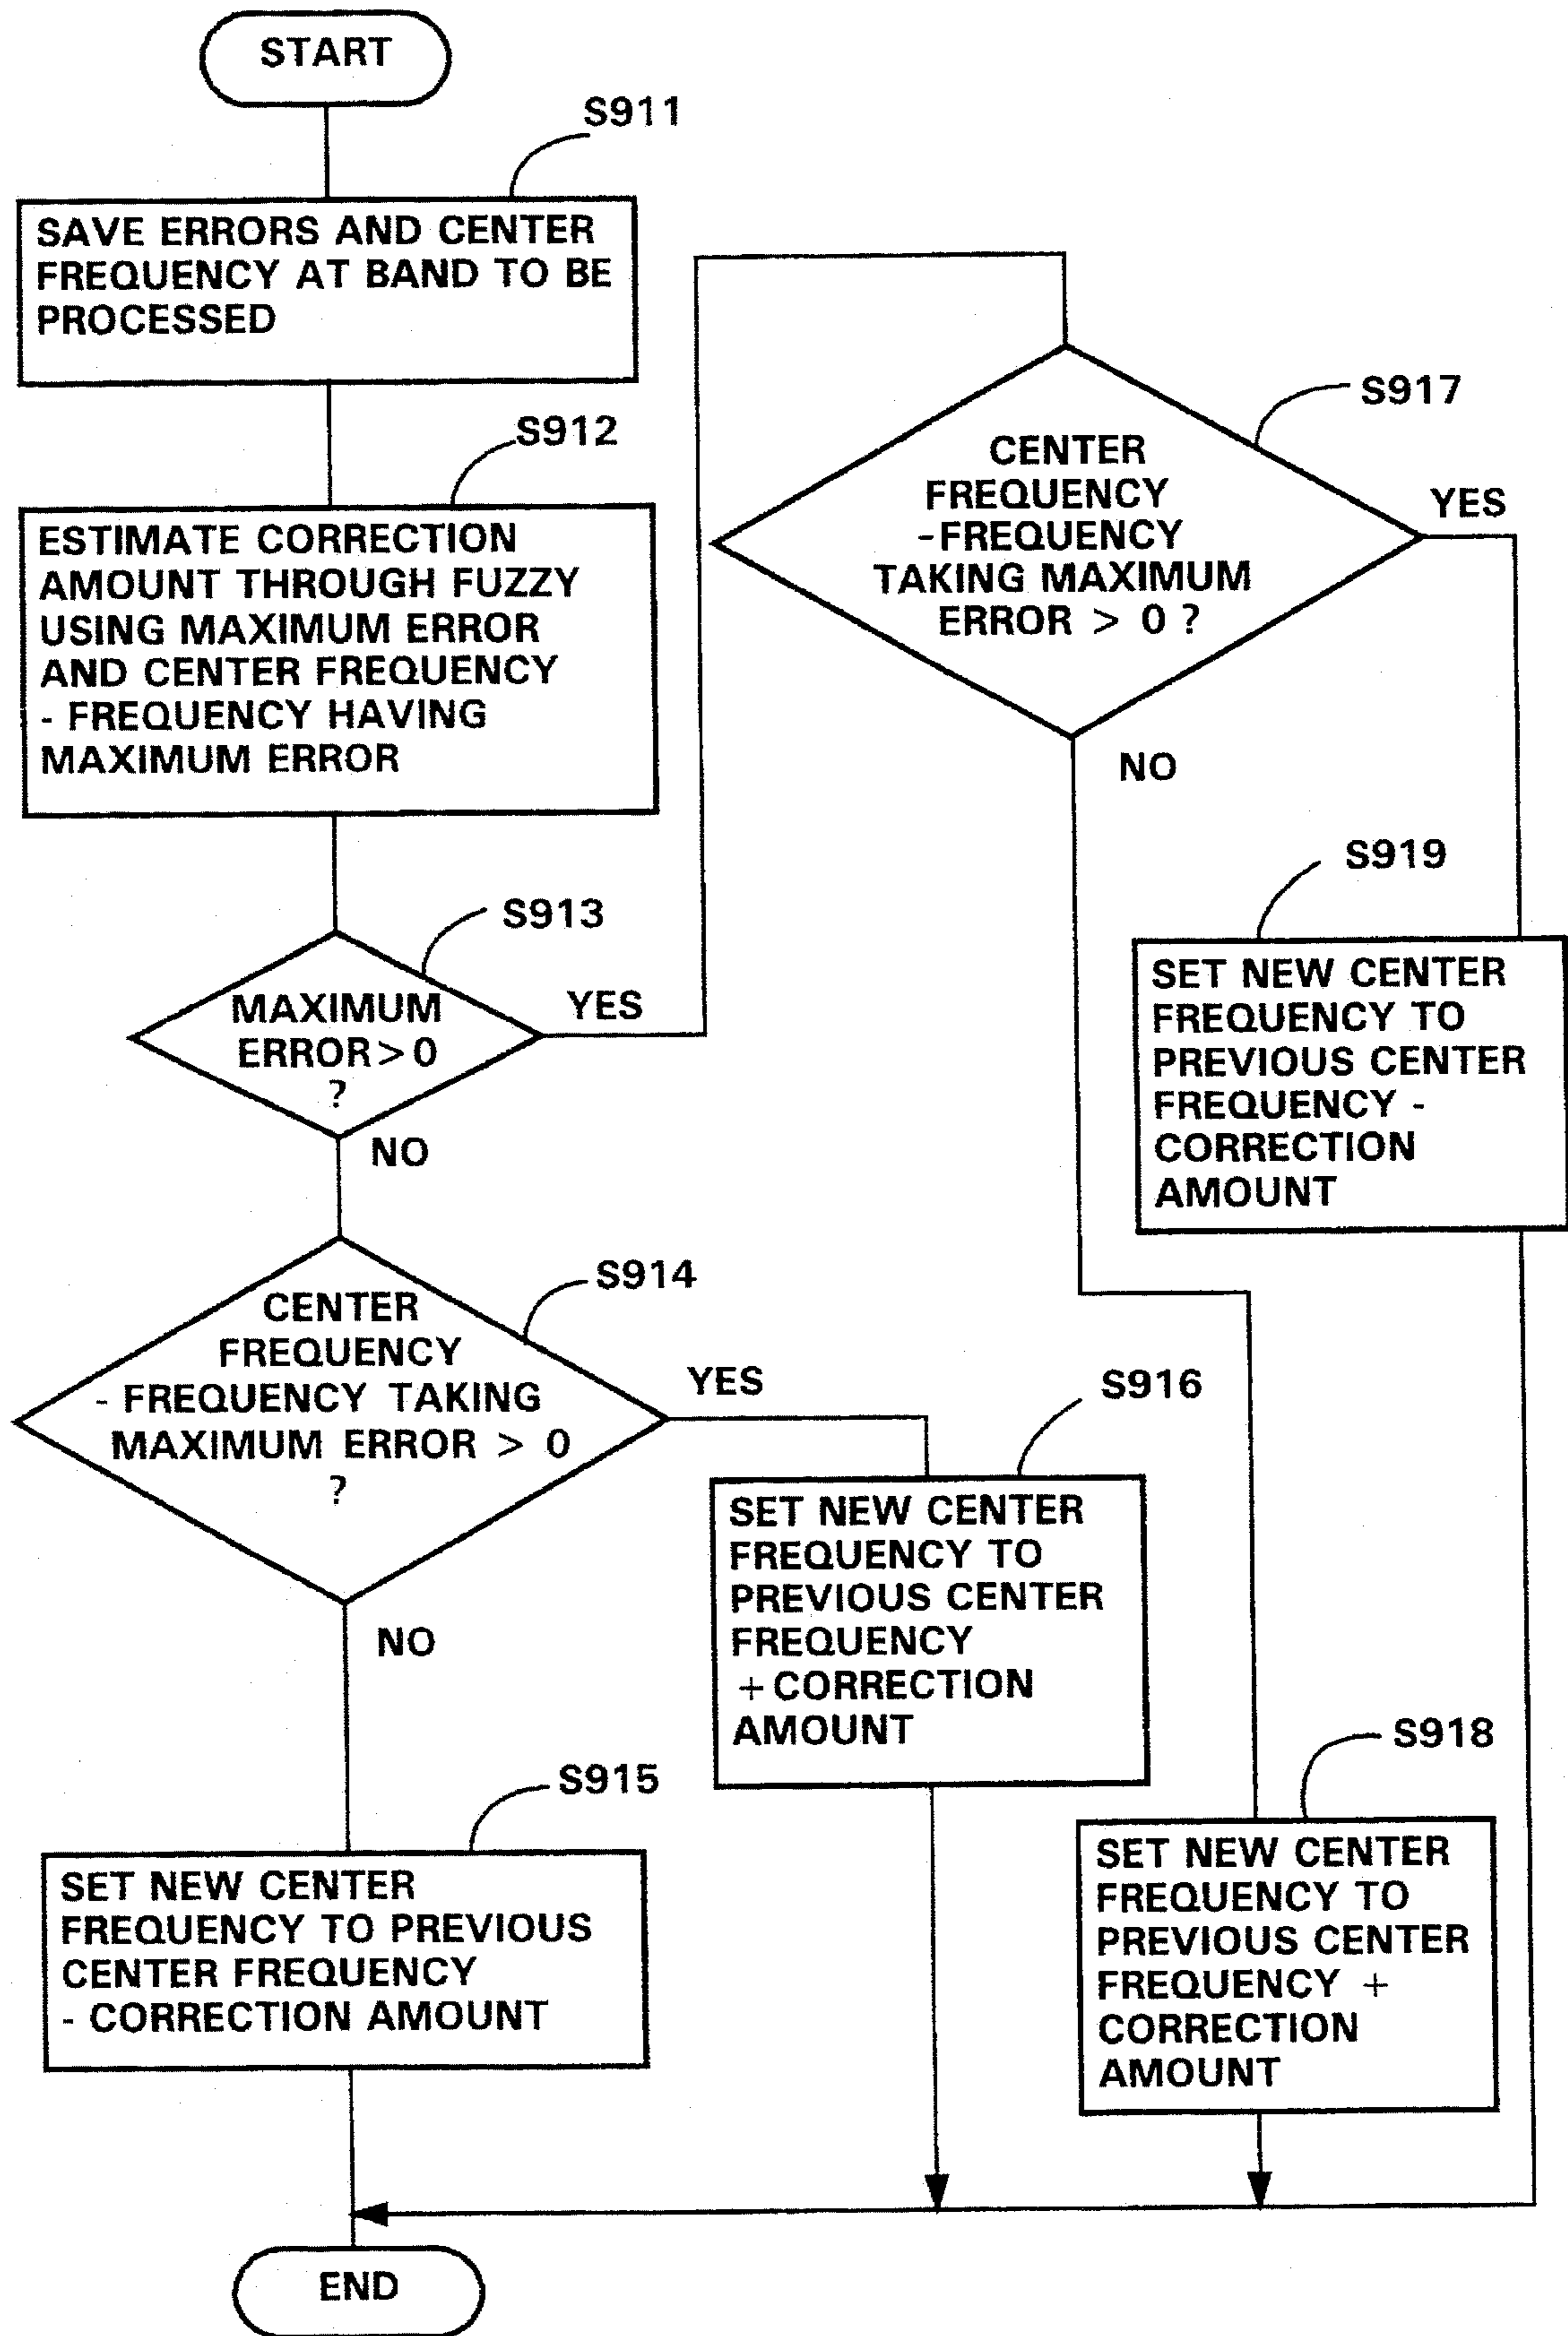 START
S911
SAVE ERRORS AND CENTER
FREQUENCY AT BAND TO BE
PROCESSED
S912
ESTIMATE CORRECTION
AMOUNT THROUGH FUZZY
USING MAXIMUM ERROR
AND CENTER FREQUENCY
- FREQUENCY HAVING
MAXIMUM ERROR
S913
MAXIMUM
ERROR > 0
?
YES
NO
S914
CENTER
FREQUENCY
- FREQUENCY TAKING
MAXIMUM ERROR > 0
?
YES
NO
S915
SET NEW CENTER
FREQUENCY TO PREVIOUS
CENTER FREQUENCY
- CORRECTION AMOUNT
S916
SET NEW CENTER
FREQUENCY TO
PREVIOUS CENTER
FREQUENCY
+ CORRECTION
AMOUNT
S917
CENTER
FREQUENCY
-FREQUENCY
TAKING MAXIMUM
ERROR > 0 ?
YES
NO
S919
SET NEW CENTER
FREQUENCY TO
PREVIOUS CENTER
FREQUENCY -
CORRECTION
AMOUNT
S918
SET NEW CENTER
FREQUENCY TO
PREVIOUS CENTER
FREQUENCY +
CORRECTION
AMOUNT
END